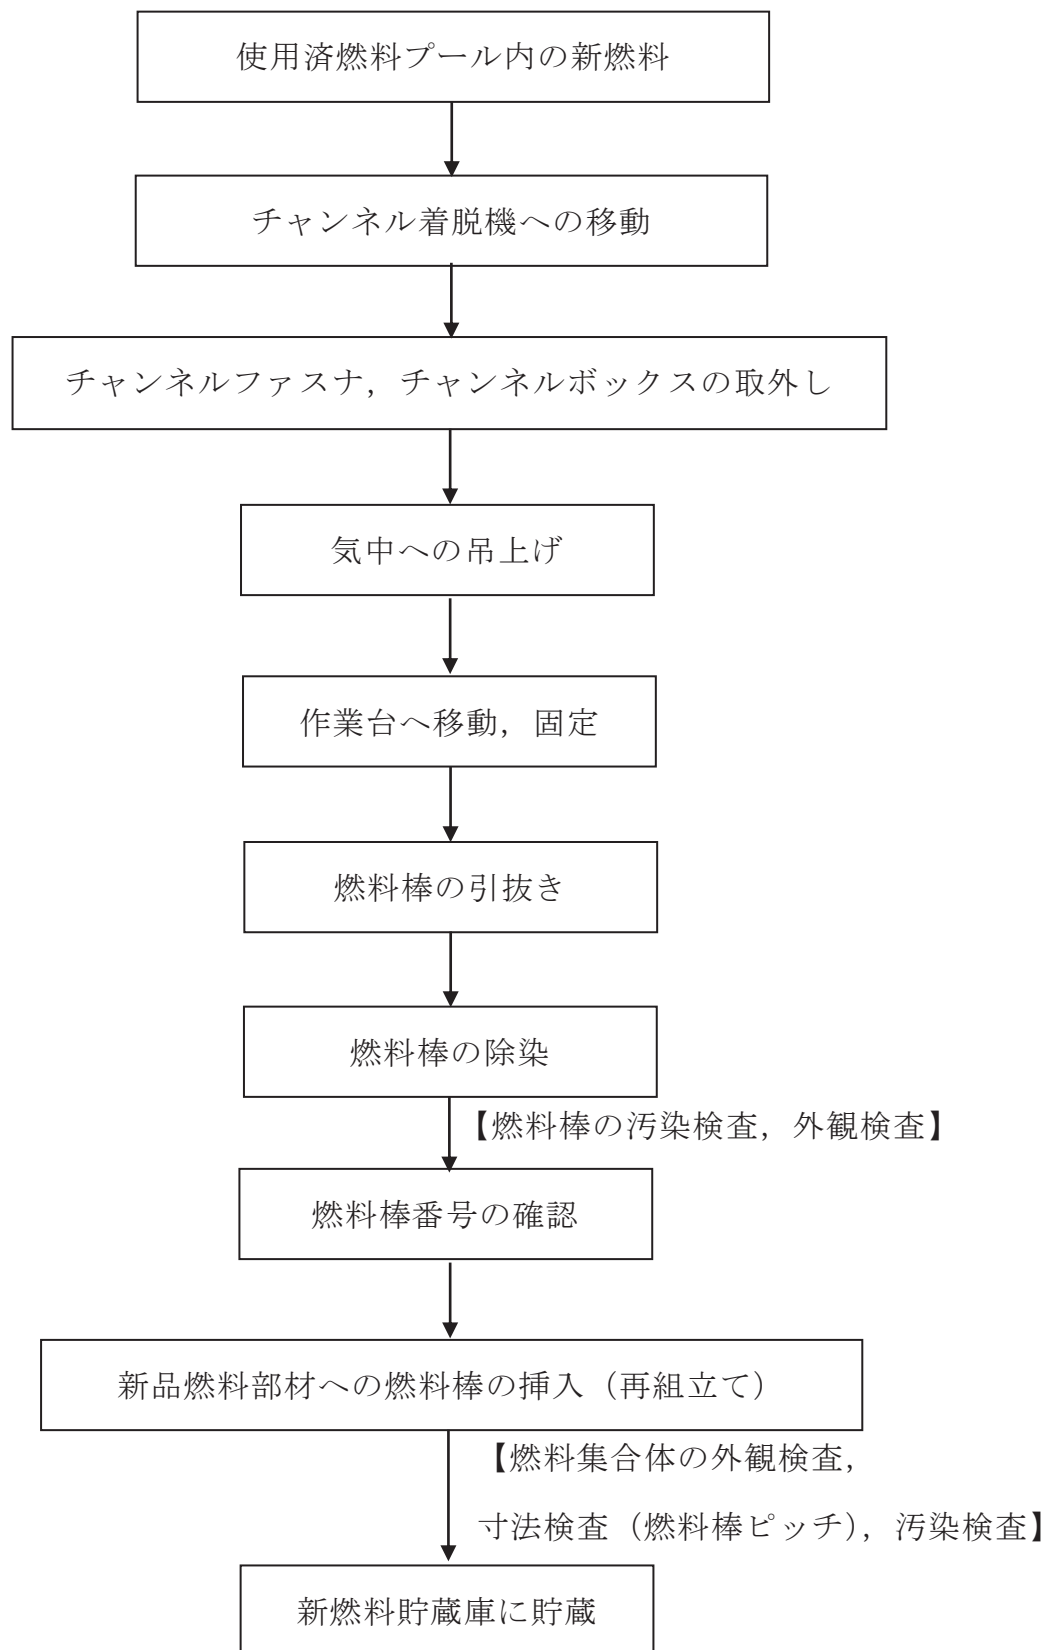 使用済燃料プール内の新燃料
チャンネル着脱機への移動
チャンネルファスナ，チャンネルボックスの取外し
気中への吊上げ
作業台へ移動，固定
燃料棒の引抜き
燃料棒の除染
【燃料棒の汚染検査，外観検査】
燃料棒番号の確認
新品燃料部材への燃料棒の挿入（再組立て）
【燃料集合体の外観検査，
寸法検査（燃料棒ピッチ），汚染検査】
新燃料貯蔵庫に貯蔵